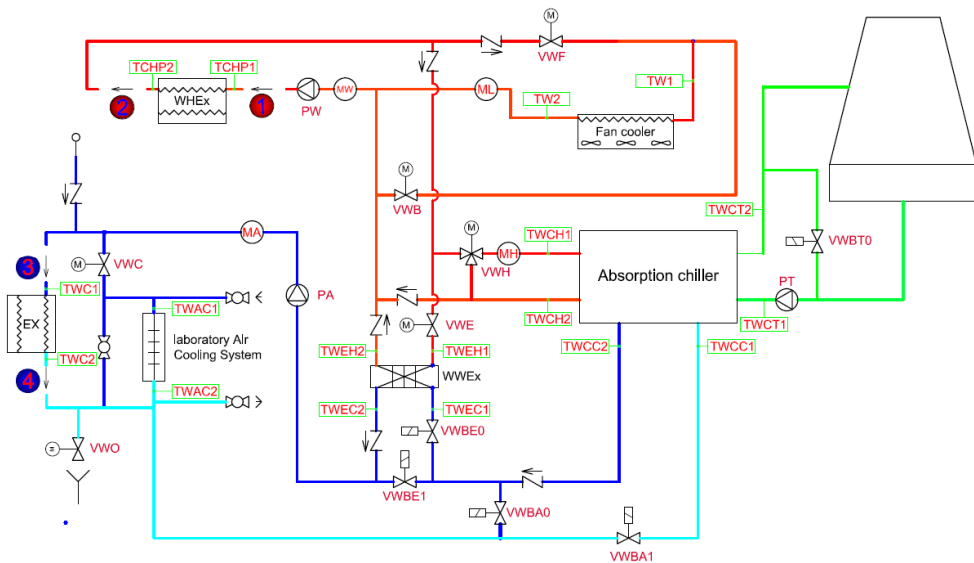 M
VWF
TCHP2
TCHP1
WHEx
2
1
PW
MW
ML
TW2
TW1
Fan cooler
M
VWB
TWCT2
VWBT0
MA
M
VWC
3
TWC1
EX
TWC2
4
TWAC1
laboratory Air
Cooling System
TWAC2
PA
M
VWH
MH
TWCH1
TWCH2
Absorption chiller
PT
TWCT1
M
VWE
TWEH2
TWEH1
WWEx
TWEC2
TWEC1
VWBE0
TWCC2
TWCC1
VWO
VWBE1
VWBA0
VWBA1